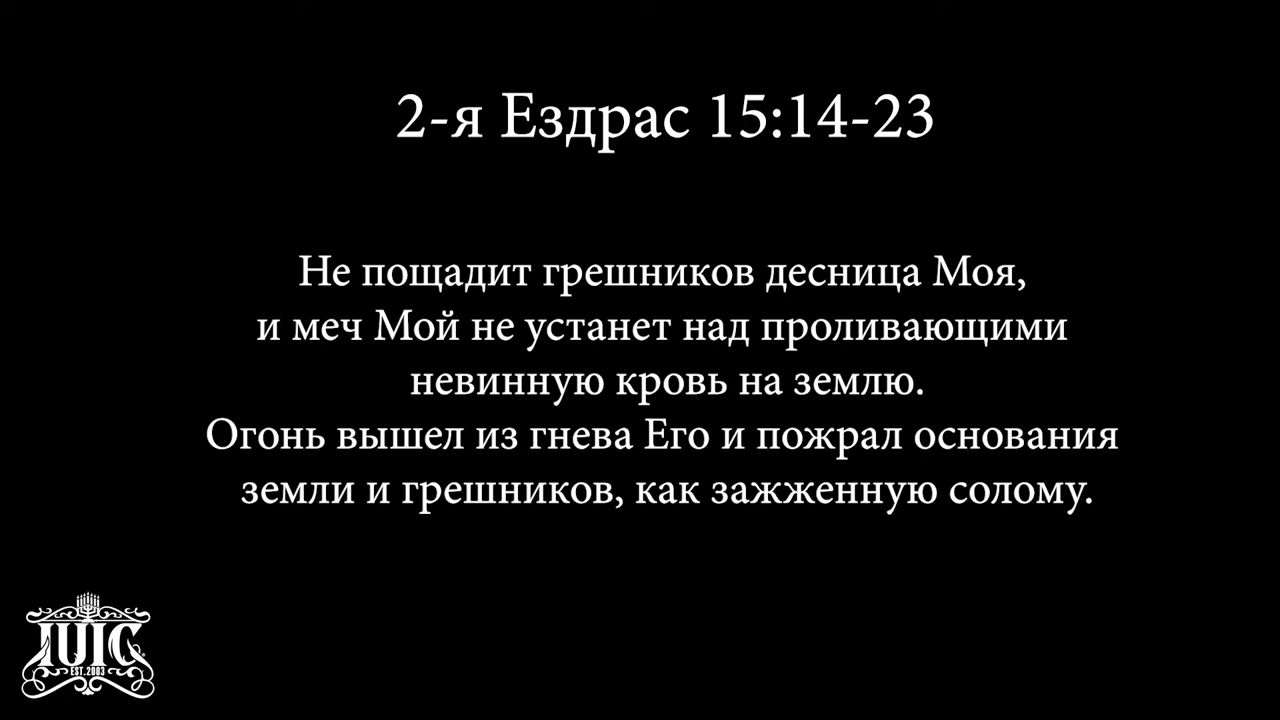 2-я Ездрас 15:14-23
Не пощадит грешников десница Моя,
и меч Мой не устанет над проливающими
невинную кровь на землю.
Огонь вышел из гнева Его и пожрал основания
земли и грешников, как зажженную солому.
IUIC
EST. 2003